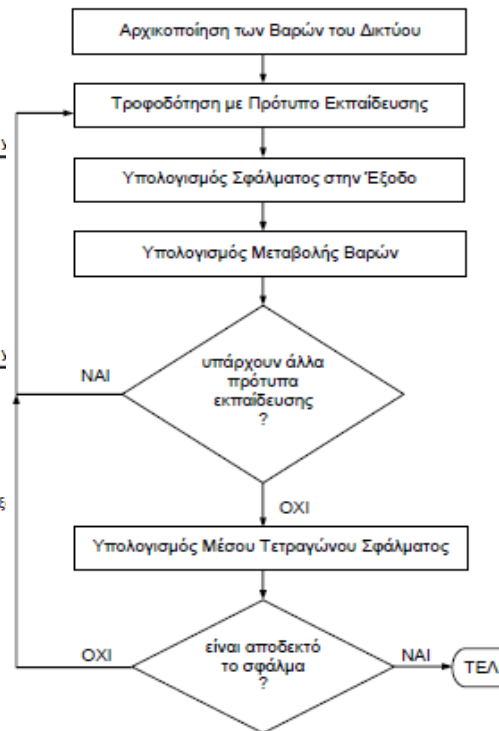 Αρχικοποίηση των Βαρών του Δικτύου
Τροφοδότηση με Πρότυπο Εκπαίδευσης
Υπολογισμός Σφάλματος στην Έξοδο
Υπολογισμός Μεταβολής Βαρών
ΝΑΙ
υπάρχουν άλλα
πρότυπα
εκπαίδευσης
?
ΟΧΙ
Υπολογισμός Μέσου Τετραγώνου Σφάλματος
ΟΧΙ
είναι αποδεκτό
το σφάλμα
?
ΝΑΙ
ΤΕΛ